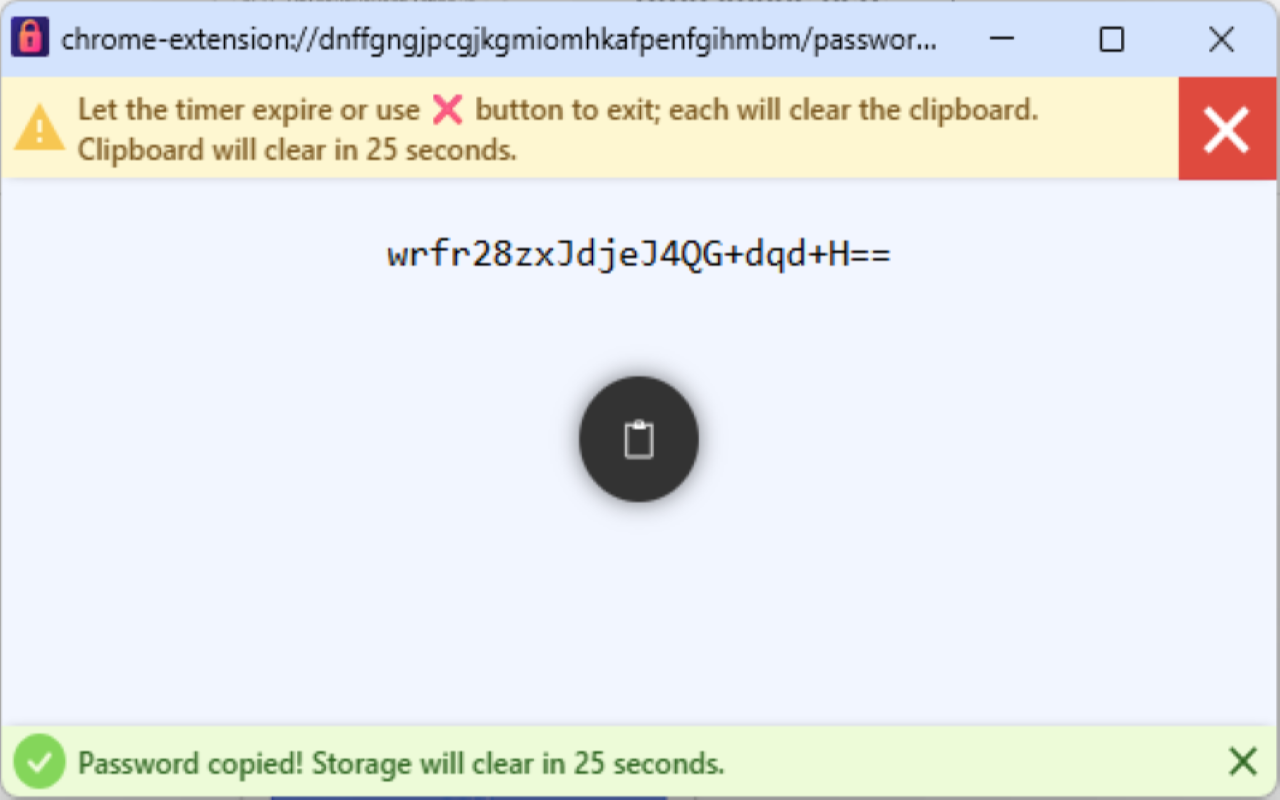 chrome-extension://dnffgngjpcgjkgmiomhkafpenfgihmbm/passwor...
Let the timer expire or use ❌ button to exit; each will clear the clipboard.
Clipboard will clear in 25 seconds.
wrfr28zxJdjeJ4QG+dqd+H==
Password copied! Storage will clear in 25 seconds.